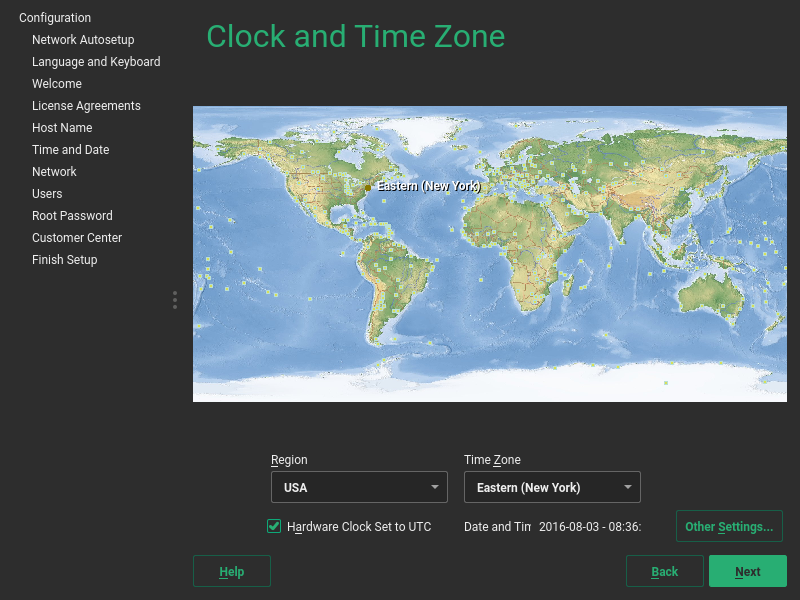 Configuration
Network Autosetup
Language and Keyboard
Welcome
License Agreements
Host Name
Time and Date
Network
Users
Root Password
Customer Center
Finish Setup
Clock and Time Zone
Eastern (New York)
Region
Time Zone
USA
Eastern (New York)
Hardware Clock Set to UTC
Date and Tin 2016-08-03 - 08:36:
Other Settings...
Help
Back
Next